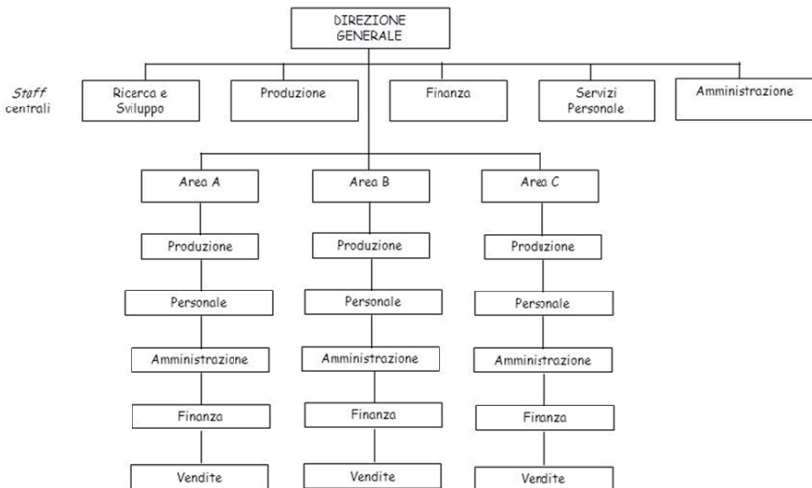 DIREZIONE
GENERALE
Staff
centrali
Ricerca e
Sviluppo
Produzione
Finanza
Servizi
Personale
Amministrazione
Area A
Area B
Area C
Produzione
Produzione
Produzione
Personale
Personale
Personale
Amministrazione
Amministrazione
Amministrazione
Finanza
Finanza
Finanza
Vendite
Vendite
Vendite